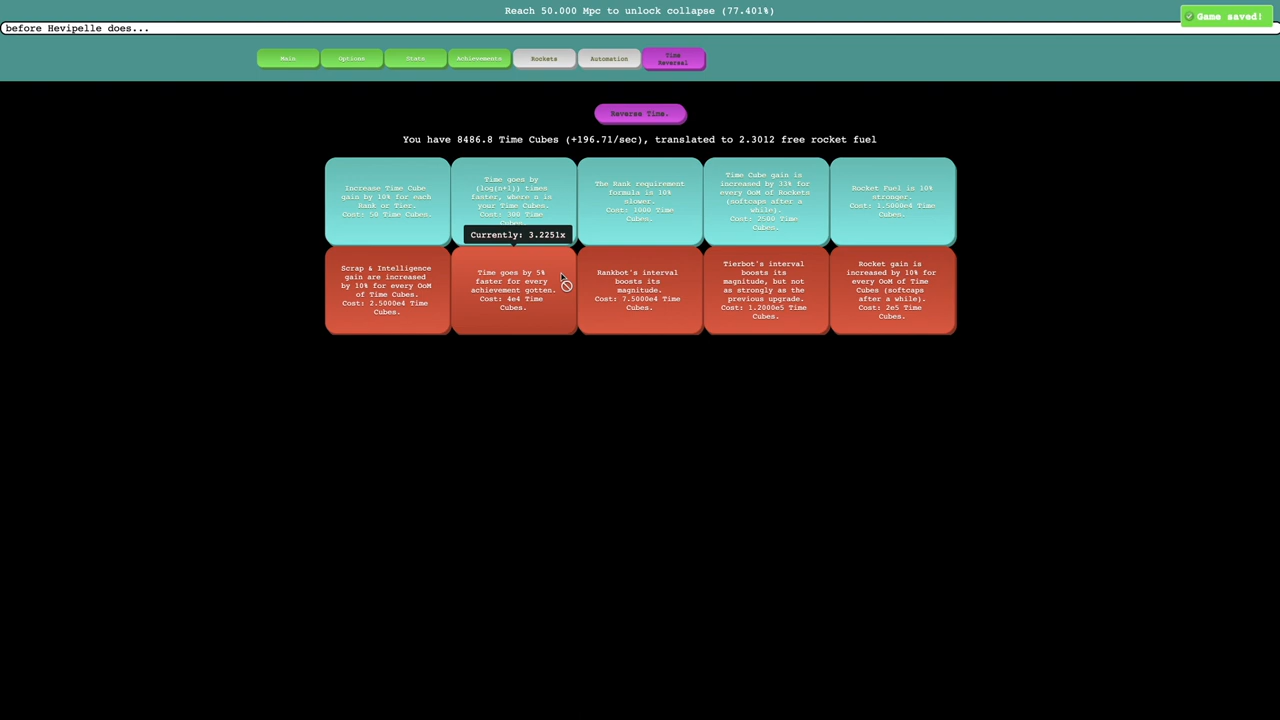 Reach 50.000 Mpc to unlock collapse (77.401%)
Game saved!
before Hevipelle does...
Main
Options
Stats
Achievements
Rockets
Automation
Time
Reversal
Reverse Time.
You have 8486.8 Time Cubes (+196.71/sec), translated to 2.3012 free rocket fuel
Increase Time Cube
gain by 10% for each
Rank or Tier.
Cost: 50 Time Cubes.
Time goes by
(log(n+1)) times
faster, where n is
your Time Cubes.
Cost: 300 Time
Cubes.
The Rank requirement
formula is 10%
slower.
Cost: 1000 Time
Cubes.
Time Cube gain is
increased by 33% for
every OoM of Rockets
(softcaps after a
while).
Cost: 2500 Time
Cubes.
Rocket Fuel is 10%
stronger.
Cost: 1.5000e4 Time
Cubes.
Currently: 3.2251x
Scrap & Intelligence
gain are increased
by 10% for every OoM
of Time Cubes.
Cost: 2.5000e4 Time
Cubes.
Time goes by 5%
faster for every
achievement gotten.
Cost: 4e4 Time
Cubes.
Rankbot's interval
boosts its
magnitude.
Cost: 7.5000e4 Time
Cubes.
Tierbot's interval
boosts its
magnitude, but not
as strongly as the
previous upgrade.
Cost: 1.2000e5 Time
Cubes.
Rocket gain is
increased by 10% for
every OoM of Time
Cubes (softcaps
after a while).
Cost: 2e5 Time
Cubes.